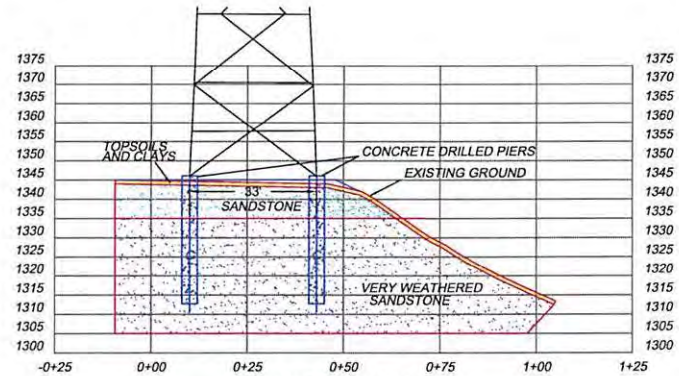 1375 1375
1370 1370
1365 1365
1360 1360
1355 1355
TOPSOILS
AND CLAYS
CONCRETE DRILLED PIERS
1350 1350
EXISTING GROUND
1345 1345
33'
1340 1340
SANDSTONE
1335 1335
1330 1330
1325 1325
1320 1320
1315 1315
VERY WEATHERED
SANDSTONE
1310 1310
1305 1305
1300 1300
-0+25 0+00 0+25 0+50 0+75 1+00 1+25